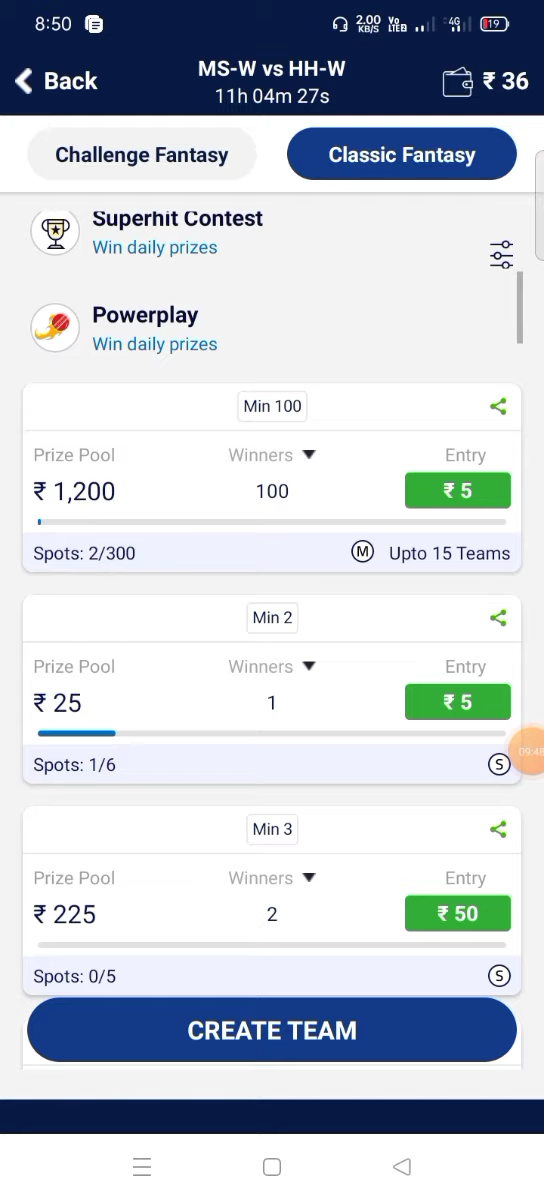 8:50 2.00 KB/S Vo LTEB 4G 19
Back MS-W vs HH-W ₹ 36
11h 04m 27s
Challenge Fantasy Classic Fantasy
Superhit Contest
Win daily prizes
Powerplay
Win daily prizes
Min 100
Prize Pool Winners Entry
₹ 1,200 100 ₹ 5
Spots: 2/300 M Upto 15 Teams
Min 2
Prize Pool Winners Entry
₹ 25 1 ₹ 5
09:48
Spots: 1/6 S
Min 3
Prize Pool Winners Entry
₹ 225 2 ₹ 50
Spots: 0/5 S
CREATE TEAM